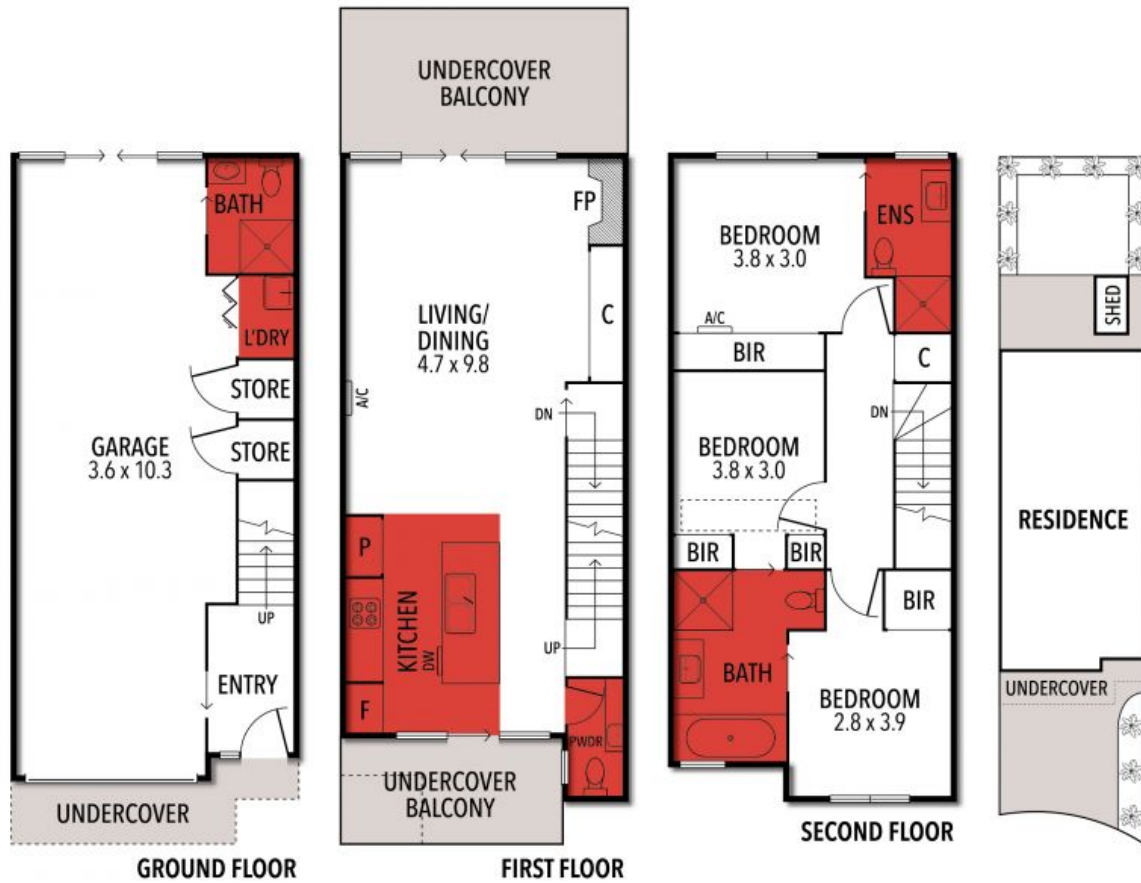 BATH
L'DRY
STORE
STORE
GARAGE
3.6 x 10.3
UP
ENTRY
UNDERCOVER
GROUND FLOOR
UNDERCOVER
BALCONY
FP
C
LIVING/
DINING
4.7 x 9.8
A/C
DN
P
KITCHEN
DW
F
UP
PWDR
UNDERCOVER
BALCONY
FIRST FLOOR
ENS
BEDROOM
3.8 x 3.0
A/C
BIR
C
DN
BEDROOM
3.8 x 3.0
BIR
BIR
BIR
BATH
BEDROOM
2.8 x 3.9
SECOND FLOOR
SHED
RESIDENCE
UNDERCOVER